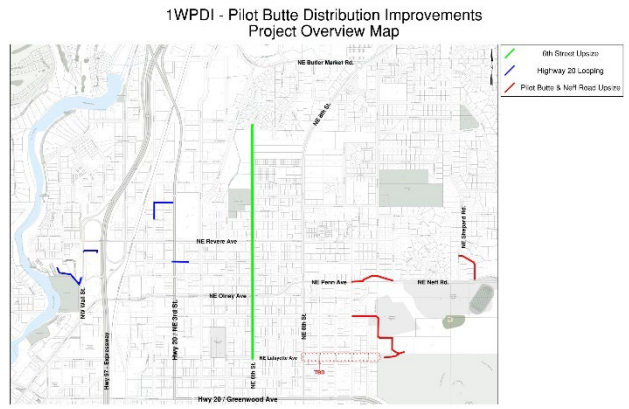 1WPDI - Pilot Butte Distribution Improvements
Project Overview Map
6th Street Upsize
Highway 20 Looping
Pilot Butte & Neff Road Upsize
NE Butler Market Rd.
NE 8th St.
NE Shepard Rd.
NE Revere Ave
NE Penn Ave
NE Neff Rd.
NE Olney Ave
NW Wall St.
Hwy 97 - Expressway
Hwy 20 / NE 3rd St.
NE 6th St.
NE 8th St.
NE Lafayette Ave
TBD
Hwy 20 / Greenwood Ave